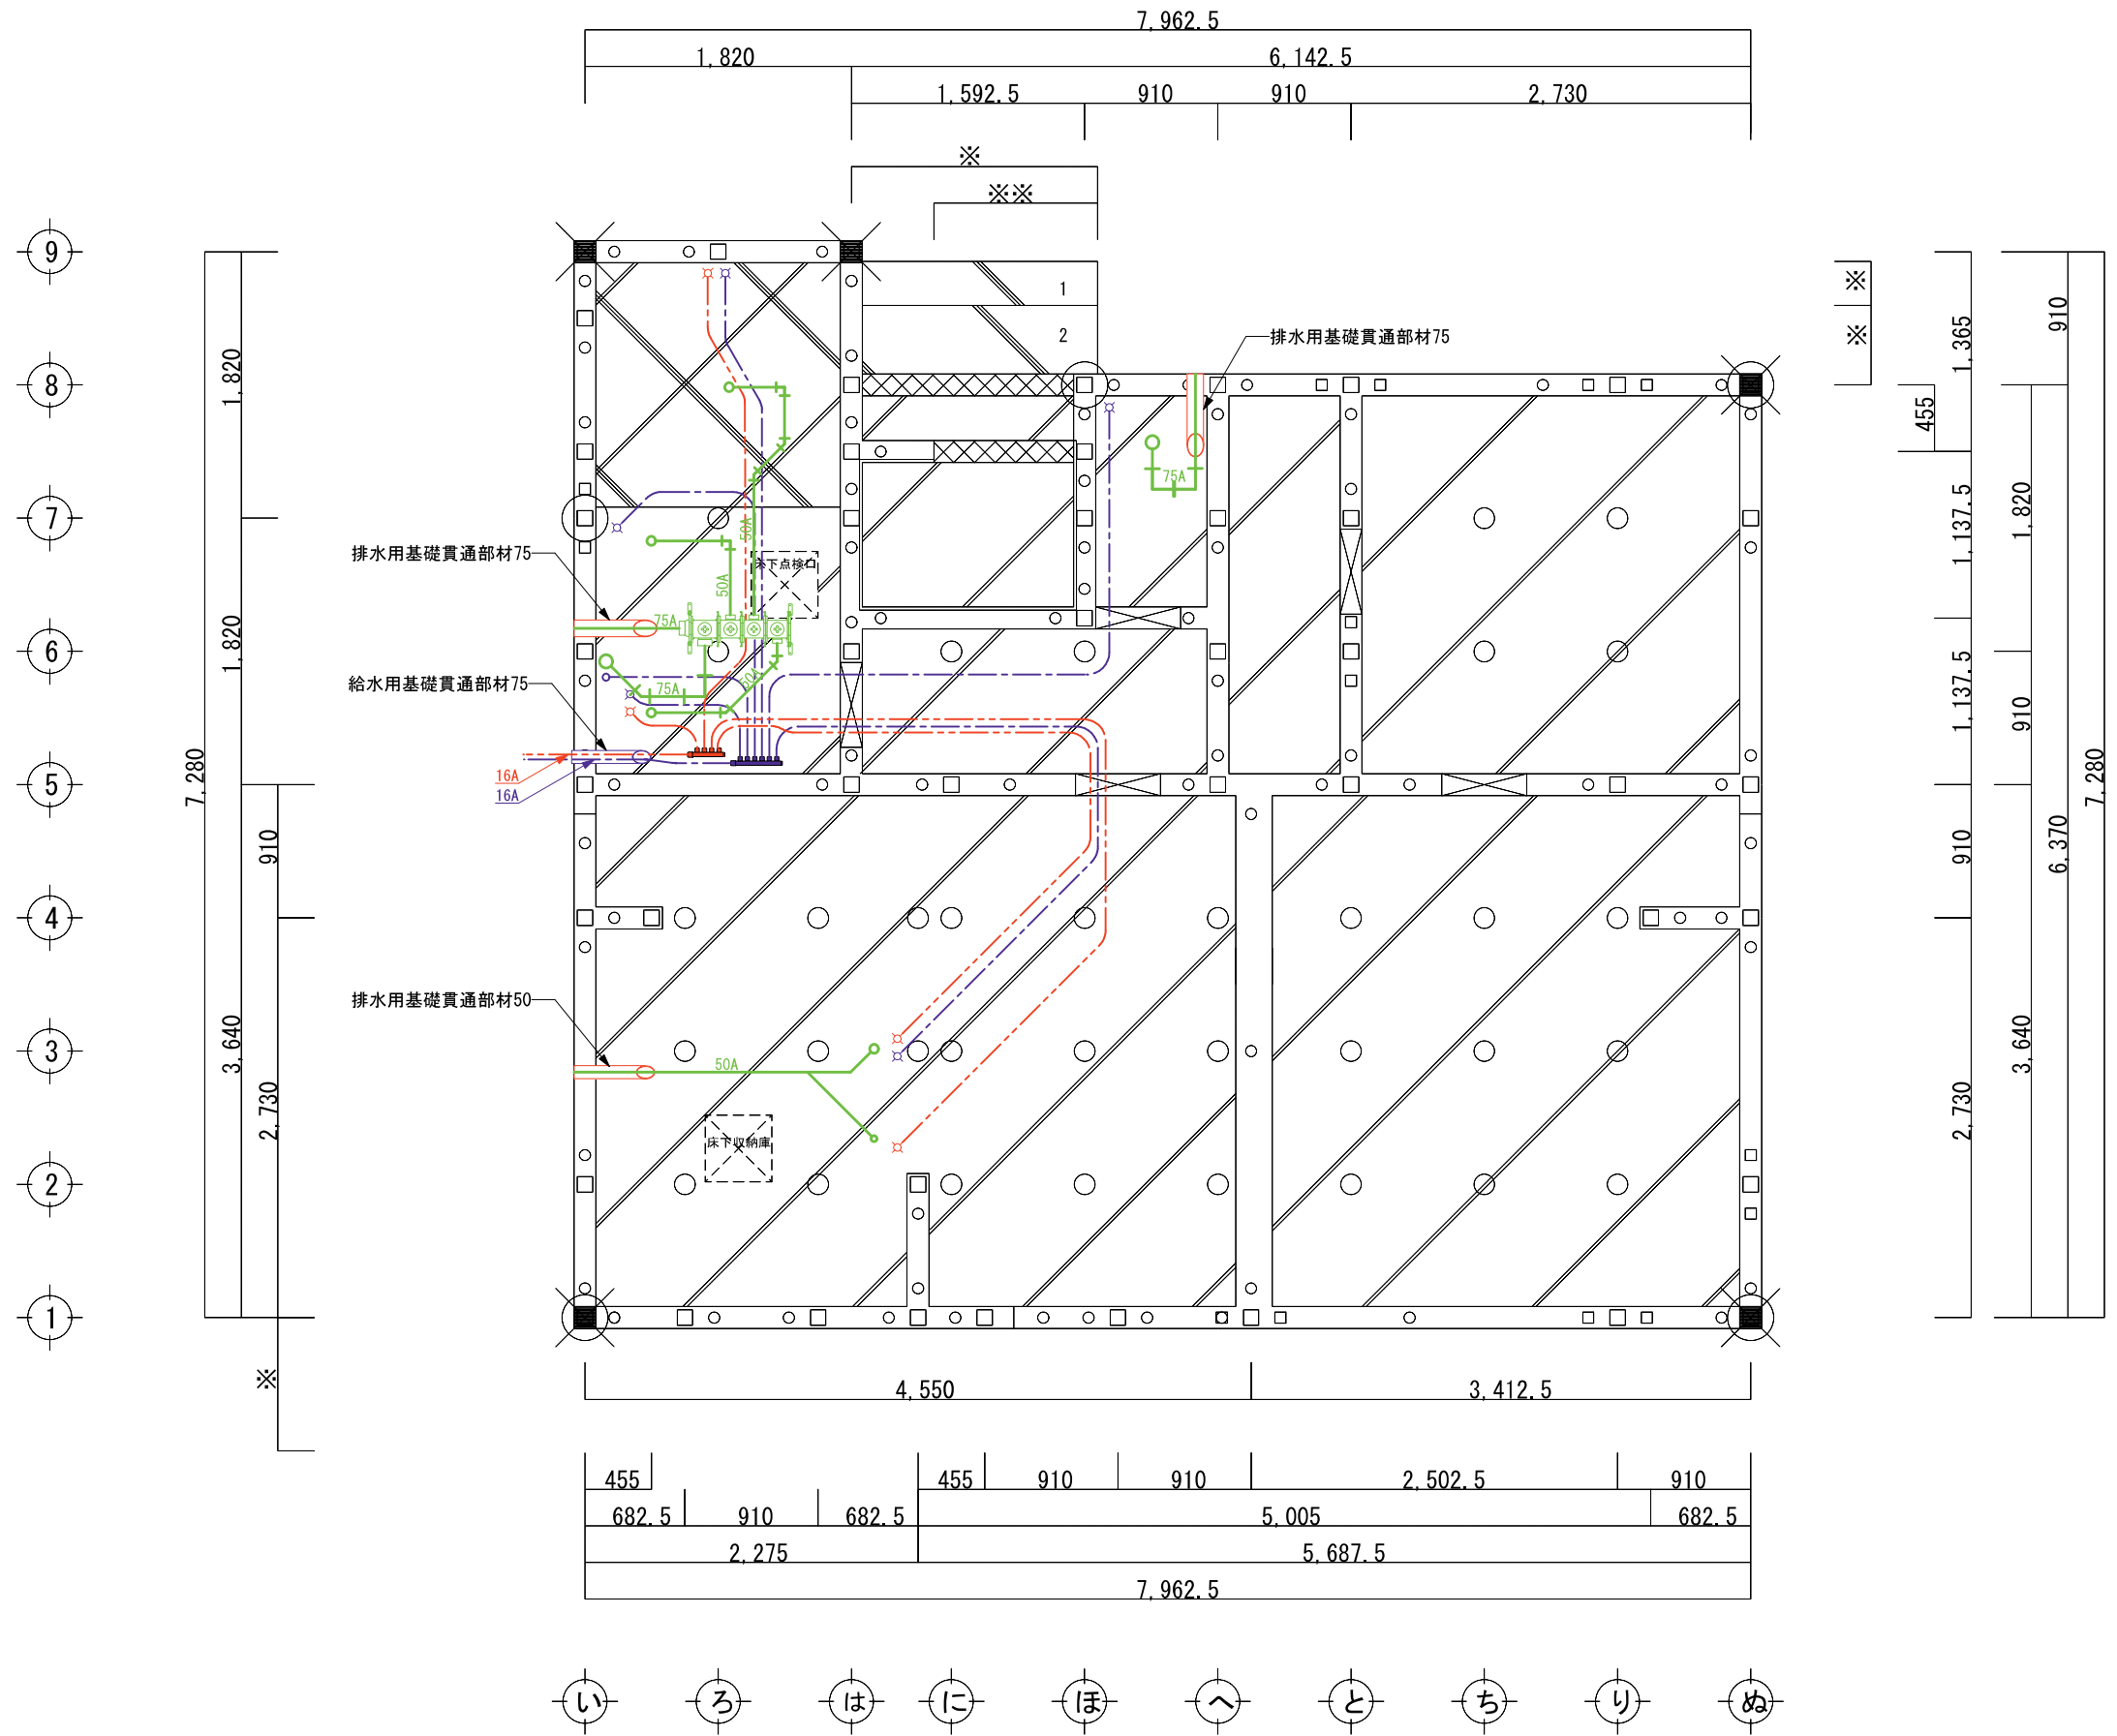 7,962.5
1,820
6,142.5
1,592.5
910
910
2,730
※
※※
9
8
7
6
5
4
3
2
1
1,820
1,820
7,280
910
3,640
2,730
※
1
2
排水用基礎貫通部材75
75A
排水用基礎貫通部材75
50A
50A
床下点検口
75A
給水用基礎貫通部材75
75A
50A
16A
16A
排水用基礎貫通部材50
50A
床下収納庫
※
※
1,365
910
455
1,137.5
1,820
1,137.5
910
7,280
910
6,370
3,640
2,730
4,550
3,412.5
455
455
910
910
2,502.5
910
682.5
910
682.5
5,005
682.5
2,275
5,687.5
7,962.5
い
ろ
は
に
ほ
へ
と
ち
り
ぬ